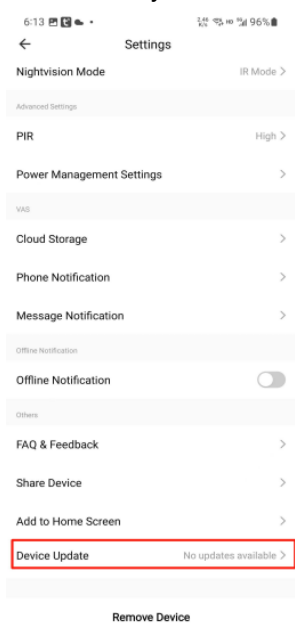 6:13
96%
Settings
Nightvision Mode IR Mode >
Advanced Settings
PIR High >
Power Management Settings >
VAS
Cloud Storage >
Phone Notification >
Message Notification >
Offline Notification
Offline Notification
Others
FAQ & Feedback >
Share Device >
Add to Home Screen >
Device Update No updates available >
Remove Device